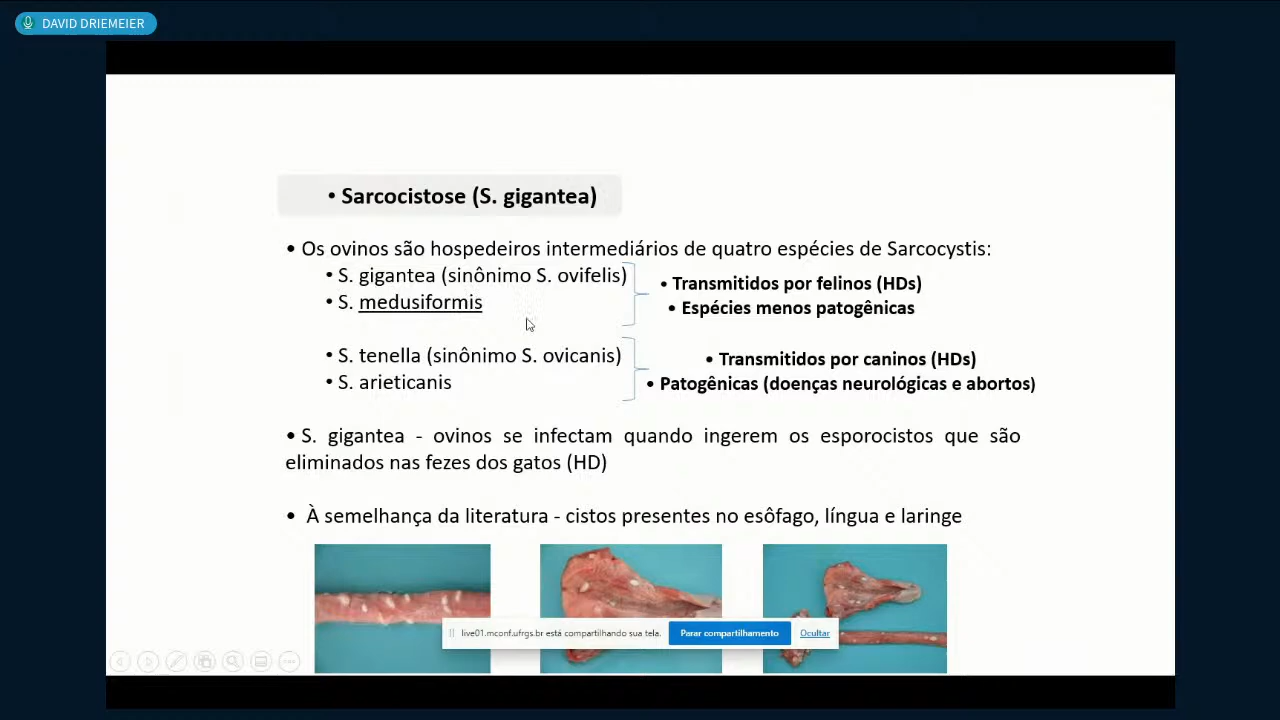 DAVID DRIEMEIER
• Sarcocistose (S. gigantea)
• Os ovinos são hospedeiros intermediários de quatro espécies de Sarcocystis:
• S. gigantea (sinônimo S. ovifelis)
• S. medusiformis
• Transmitidos por felinos (HDs)
• Espécies menos patogênicas
• S. tenella (sinônimo S. ovicanis)
• S. arieticanis
• Transmitidos por caninos (HDs)
• Patogênicas (doenças neurológicas e abortos)
• S. gigantea - ovinos se infectam quando ingerem os esporocistos que são
eliminados nas fezes dos gatos (HD)
• À semelhança da literatura - cistos presentes no esôfago, língua e laringe
live01.mconf.ufrgs.br está compartilhando sua tela. Parar compartilhamento Ocultar